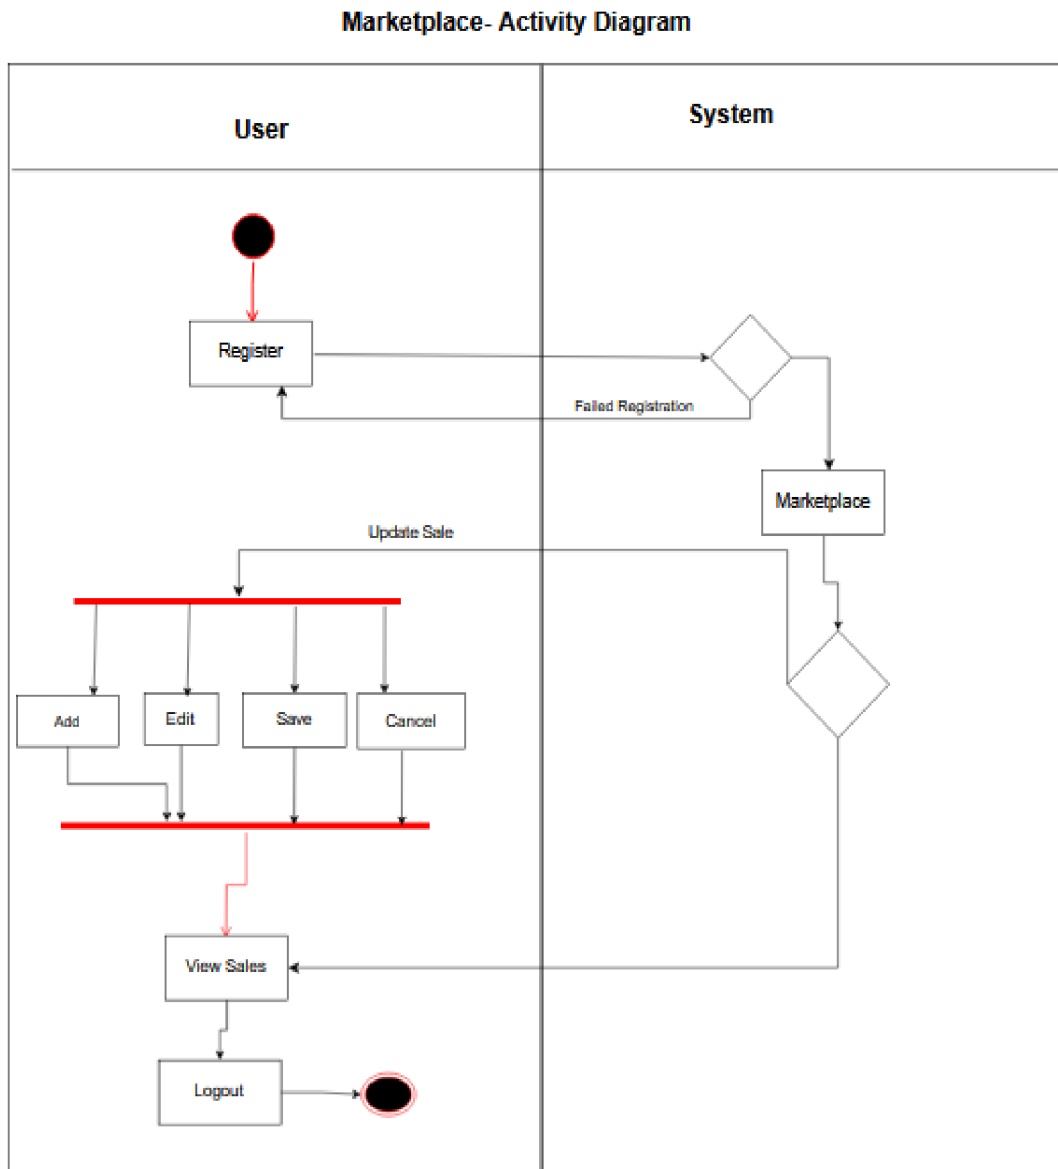 Marketplace- Activity Diagram
User
System
Register
Failed Registration
Marketplace
Update Sale
Add
Edit
Save
Cancel
View Sales
Logout